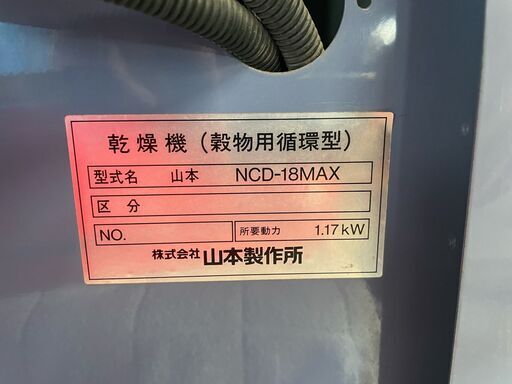 乾燥機（穀物用循環型）
型式名 山本 NCD-18MAX
区分
NO. 所要動力 1.17kW
株式会社 山本製作所